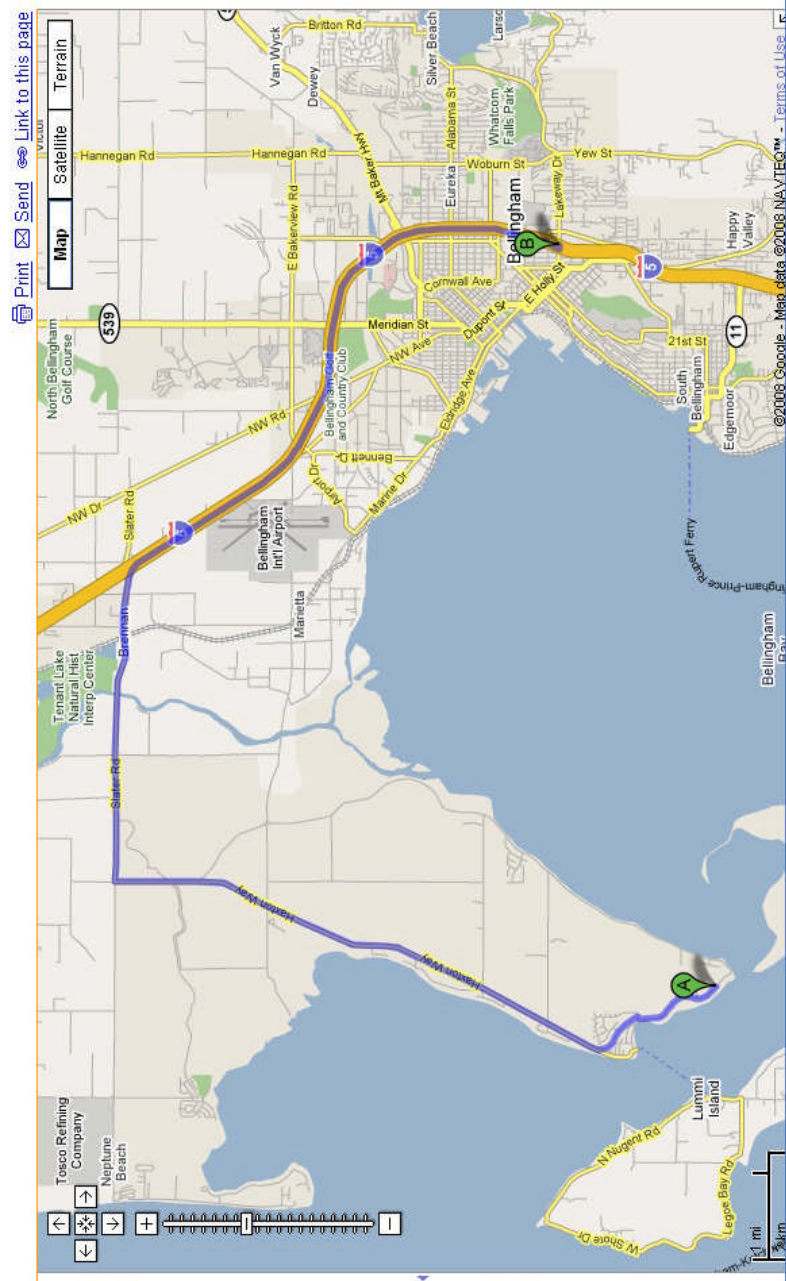 Print Send Link to this page
Map
Satellite
Terrain
Tosco Refining
Company
Neptune
Beach
Tenant Lake
Natural Hist
Interp Center
Slater Rd
Brennan
Slater Rd
NW Dr
5
North Bellingham
Golf Course
539
Hannegan Rd
Hannegan Rd
Van Wyck
Dewey
Britton Rd
Mt Baker Hwy
E Bakerview Rd
NW Rd
Bellingham
Int'l Airport
Marietta
Airport Dr
Bennett Dr
Marine Dr
Bellingham Golf
and Country Club
5
Meridian St
NW Ave
Cornwall Ave
Dupont St
Eldridge Ave
Eureka
Alabama St
Silver Beach
Whatcom
Falls Park
Woburn St
Bellingham
B
Lakeway Dr
Yew St
E Holly St
5
21st St
South
Bellingham
Edgemoor
11
Happy
Valley
Haxton Way
Haxton Way
A
Lummi
Island
N Nugent Rd
W Shore Dr
Legoe Bay Rd
Bellingham
Bay
1 mi
©2008 Google - Map data ©2008 NAVTEQ™ - Terms of Use